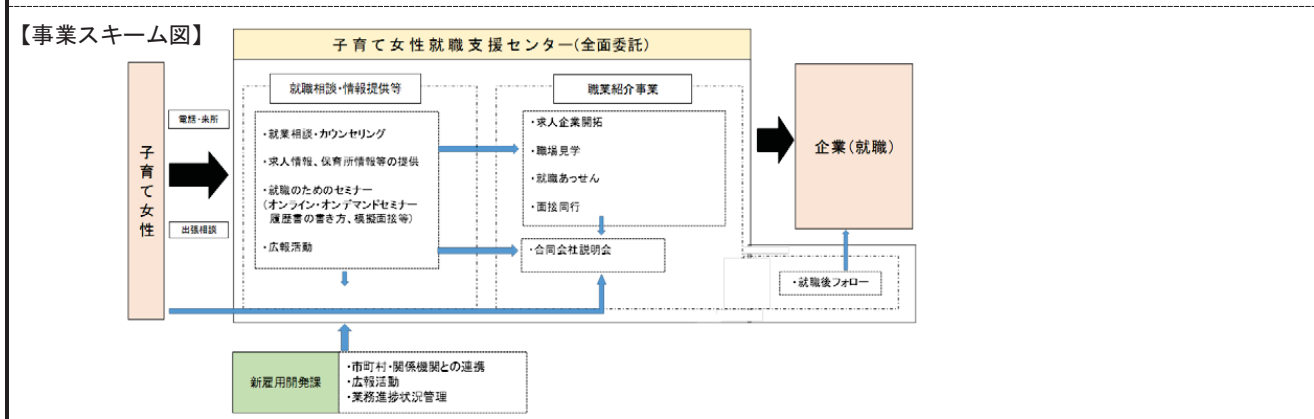 【事業スキーム図】
子育て女性就職支援センター(全面委託)
子育て女性
電話・来所
出張相談
就職相談・情報提供等
・就業相談・カウンセリング
・求人情報、保育所情報等の提供
・就職のためのセミナー
(オンライン・オンデマンドセミナー
履歴書の書き方、模擬面接等)
・広報活動
職業紹介事業
・求人企業開拓
・職場見学
・就職あっせん
・面接同行
・合同会社説明会
企業(就職)
・就職後フォロー
新雇用開発課
・市町村・関係機関との連携
・広報活動
・業務進捗状況管理